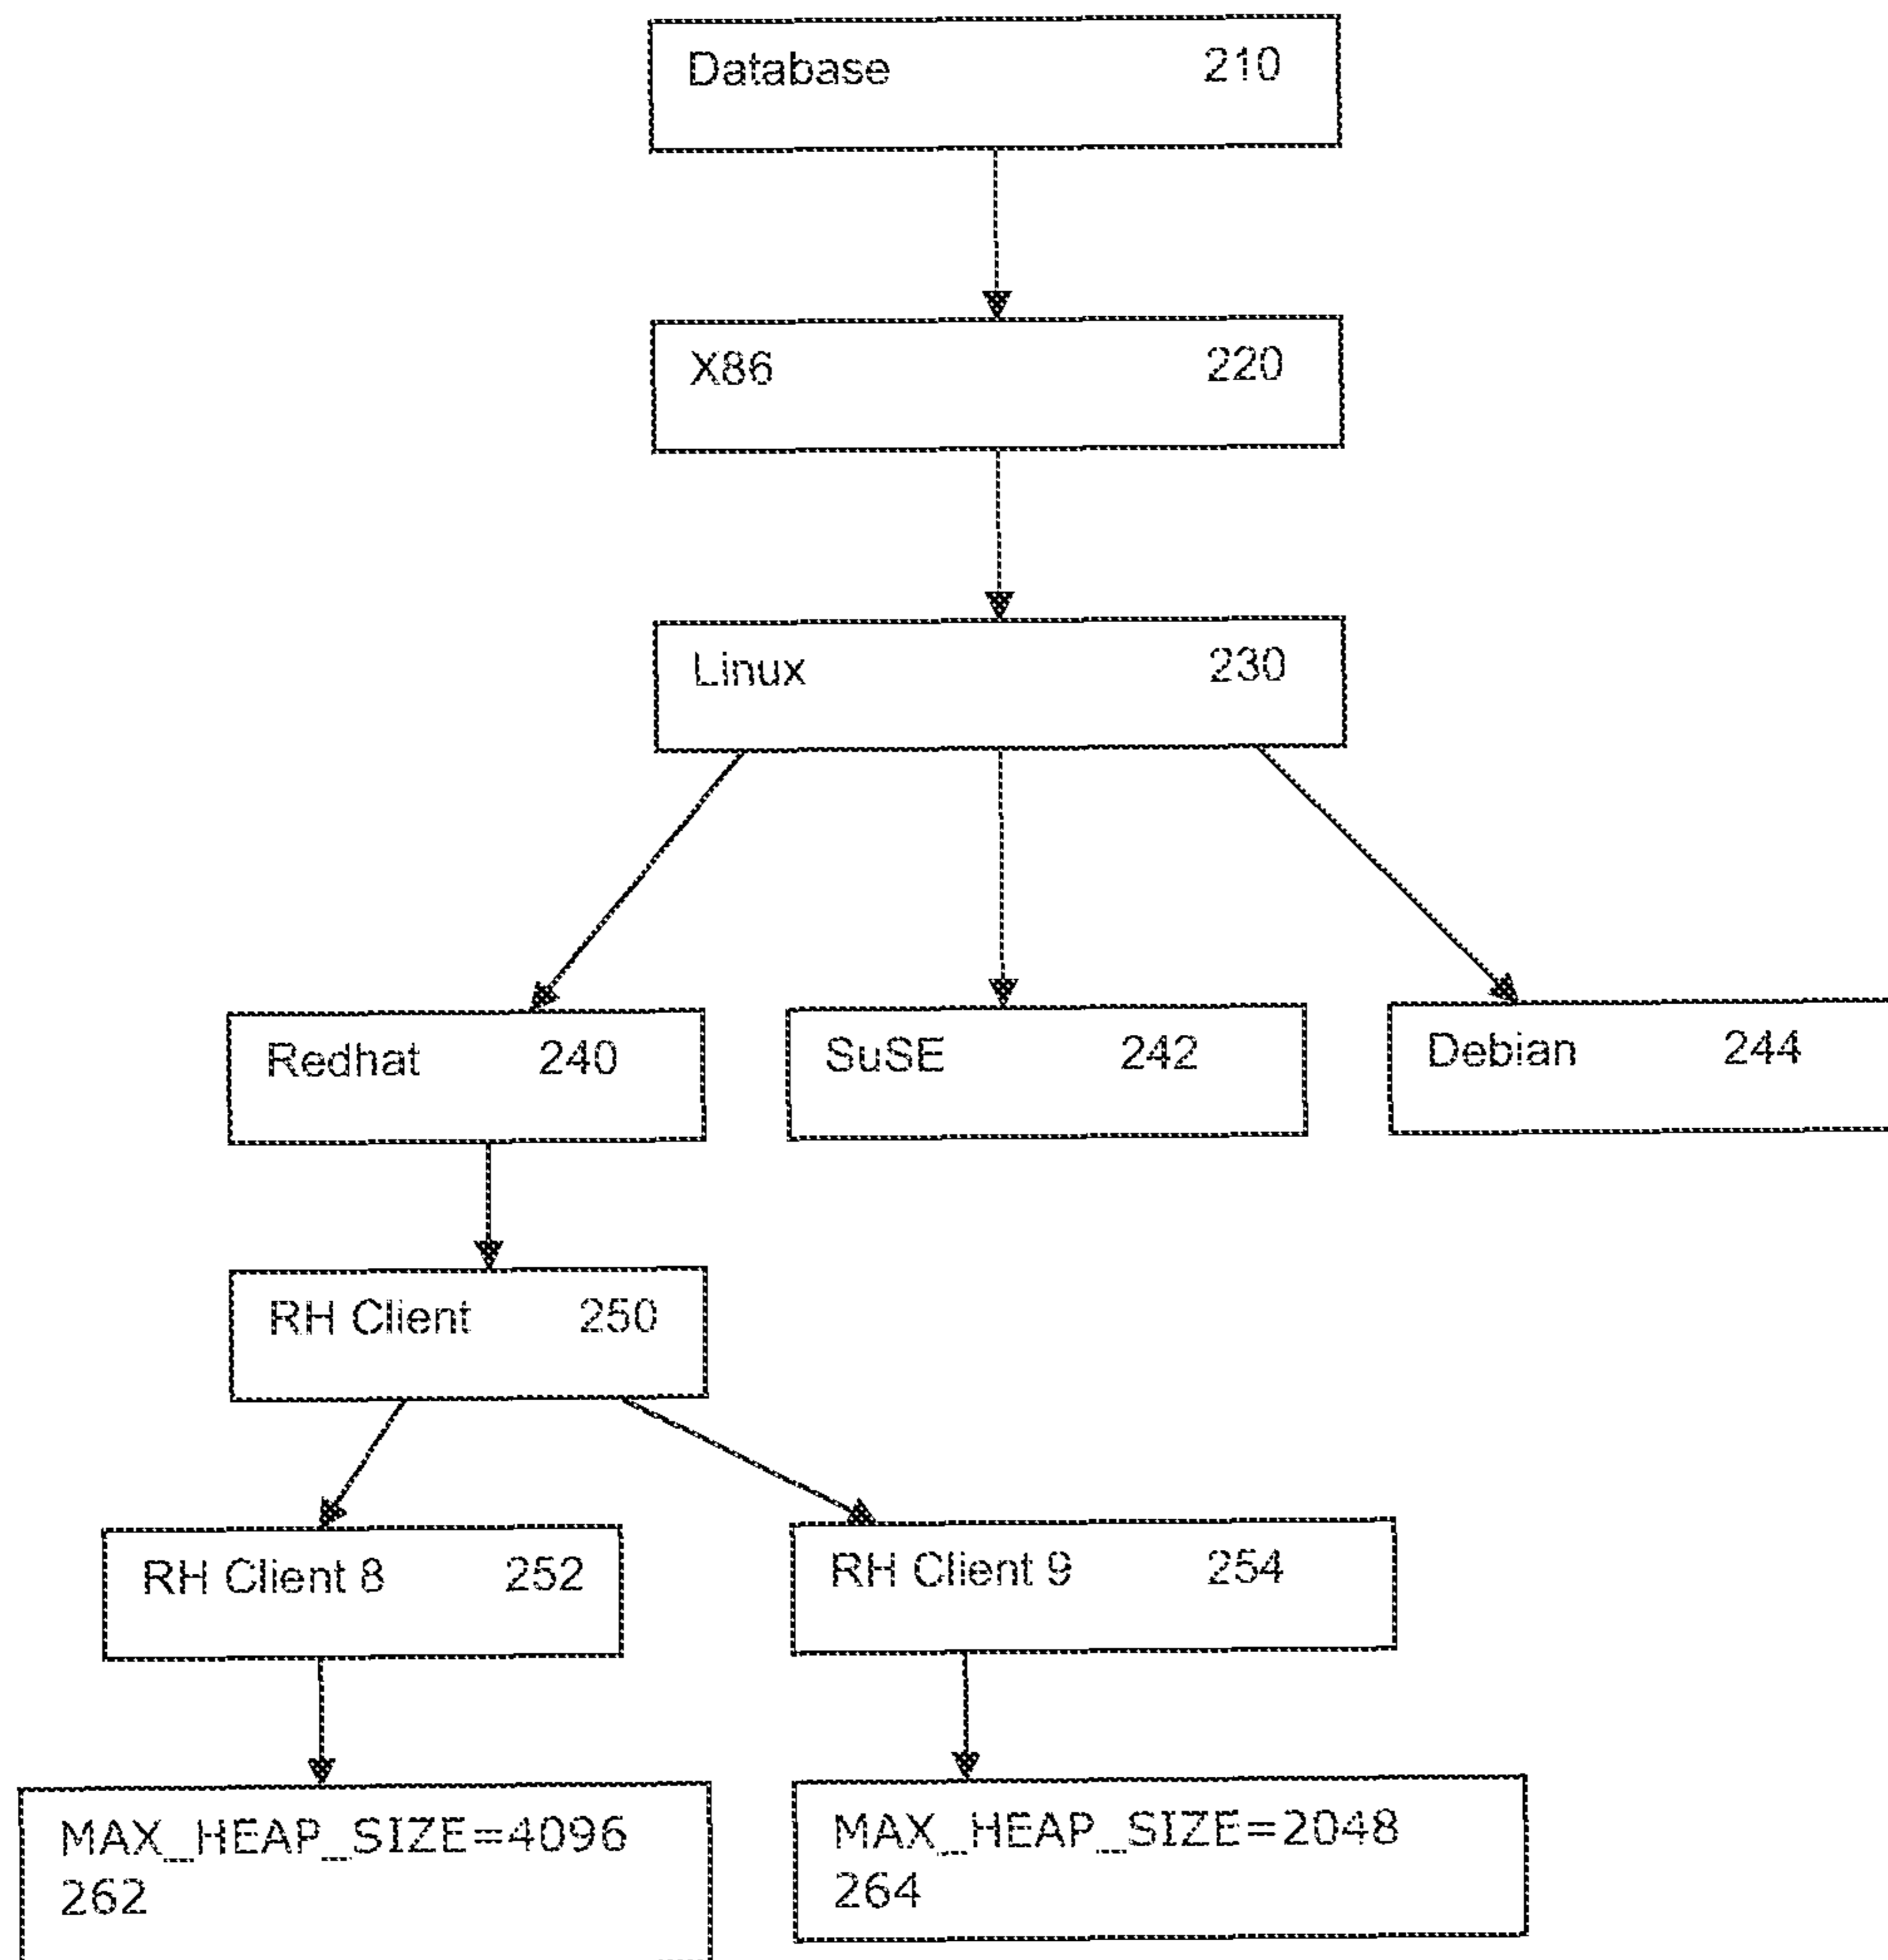 Database 210
X86 220
Linux 230
Redhat 240
SuSE 242
Debian 244
RH Client 250
RH Client 8 252
RH Client 9 254
MAX_HEAP_SIZE=4096
262
MAX_HEAP_SIZE=2048
264